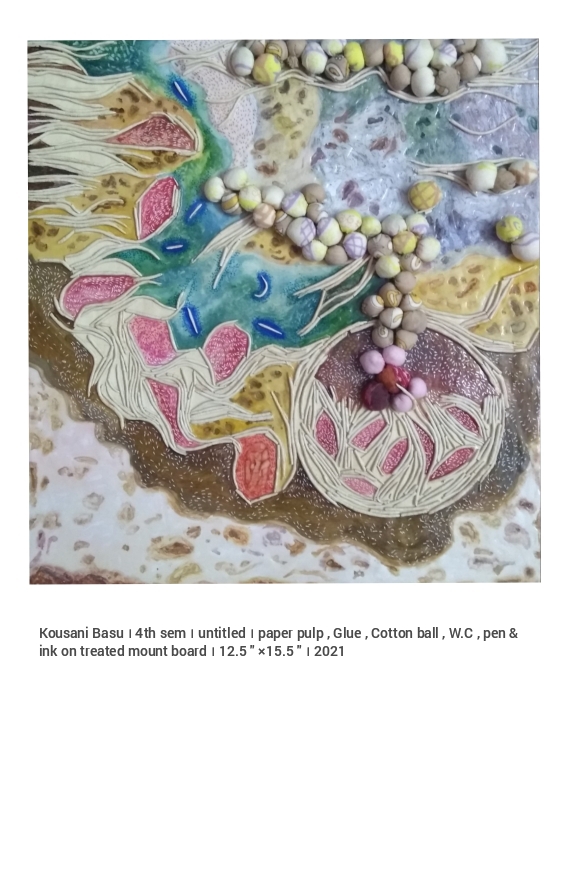 Kousani Basu । 4th sem । untitled । paper pulp , Glue , Cotton ball , W.C , pen &
ink on treated mount board । 12.5 " ×15.5 " । 2021